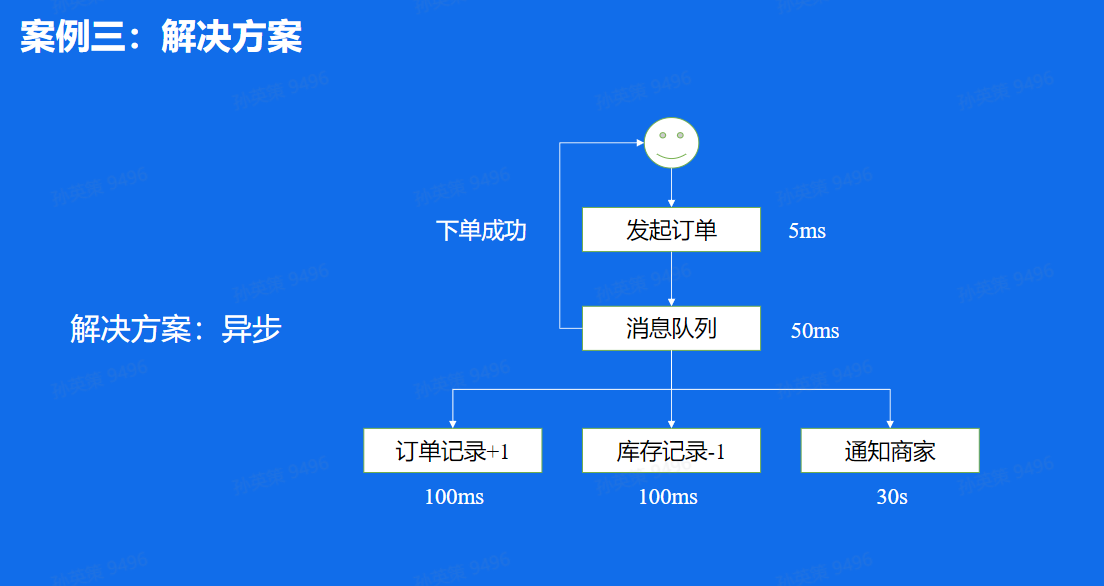 案例三：解决方案
下单成功
发起订单
5ms
解决方案：异步
消息队列
50ms
订单记录+1
库存记录-1
通知商家
100ms
100ms
30s